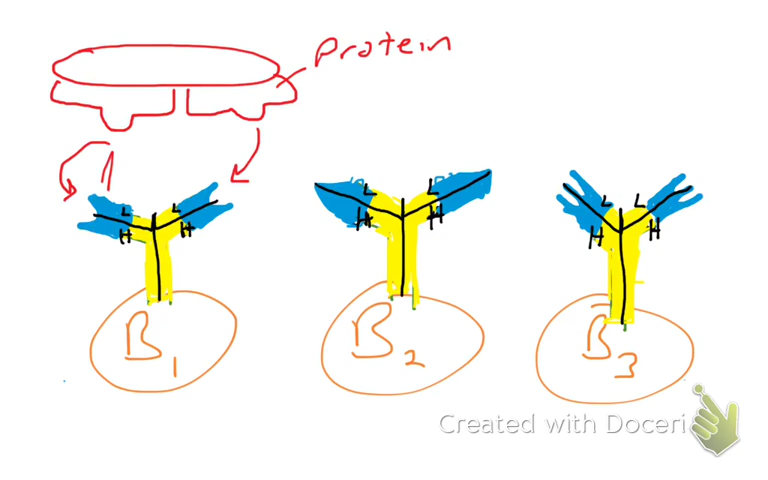 Protein
L L
H H
L L
H H
L L
H H
B1
B2
B3
Created with Doceri